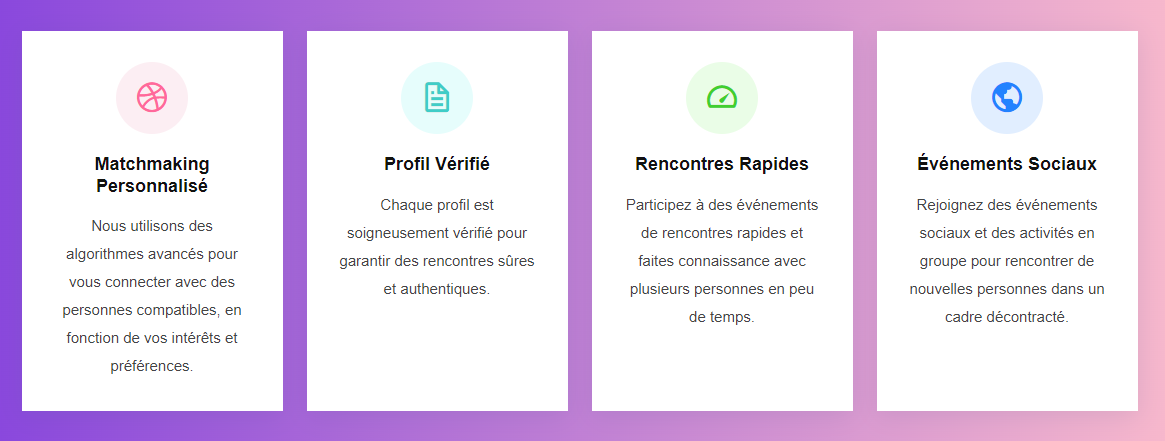 Matchmaking
Personnalisé
Nous utilisons des
algorithmes avancés pour
vous connecter avec des
personnes compatibles, en
fonction de vos intérêts et
préférences.
Profil Vérifié
Chaque profil est
soigneusement vérifié pour
garantir des rencontres sûres
et authentiques.
Rencontres Rapides
Participez à des événements
de rencontres rapides et
faites connaissance avec
plusieurs personnes en peu
de temps.
Événements Sociaux
Rejoignez des événements
sociaux et des activités en
groupe pour rencontrer de
nouvelles personnes dans un
cadre décontracté.